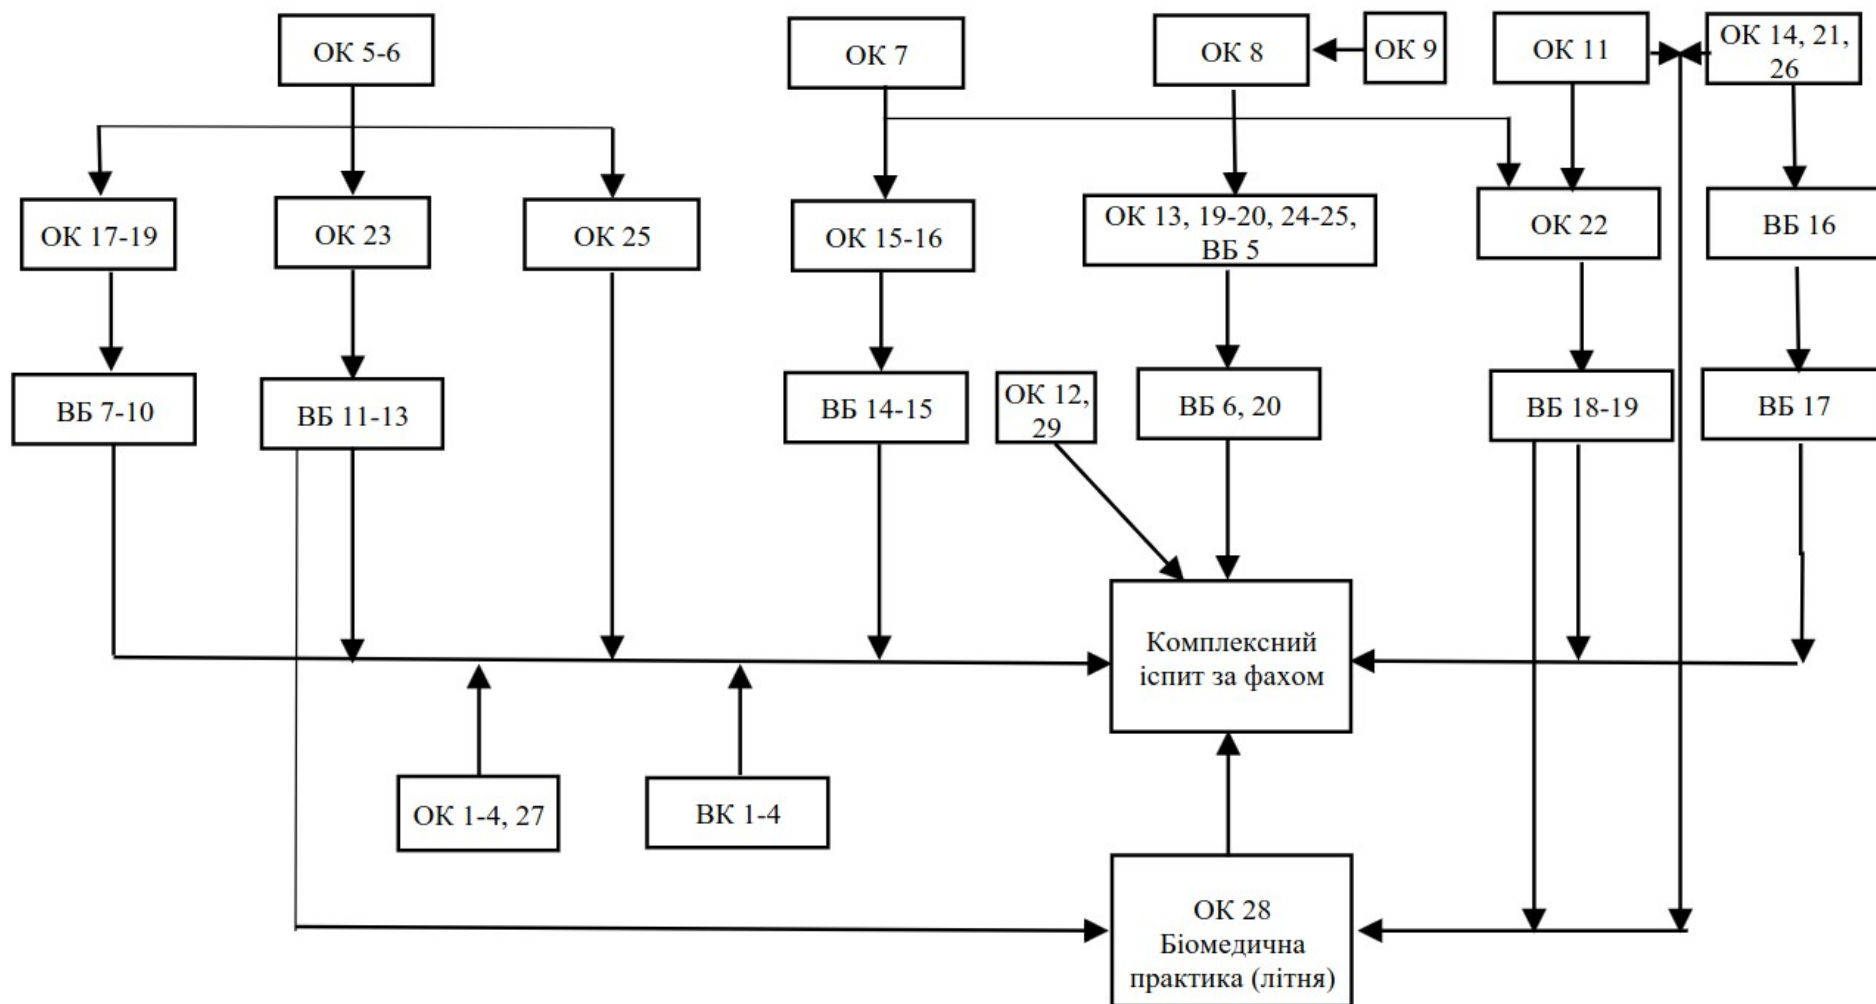 ОК 5-6
ОК 7
ОК 8
ОК 9
ОК 11
ОК 14, 21,
26
ОК 17-19
ОК 23
ОК 25
ОК 15-16
ОК 13, 19-20, 24-25,
ВБ 5
ОК 22
ВБ 16
ВБ 7-10
ВБ 11-13
ВБ 14-15
ОК 12,
29
ВБ 6, 20
ВБ 18-19
ВБ 17
Комплексний
іспит за фахом
ОК 1-4, 27
ВК 1-4
ОК 28
Біомедична
практика (літня)